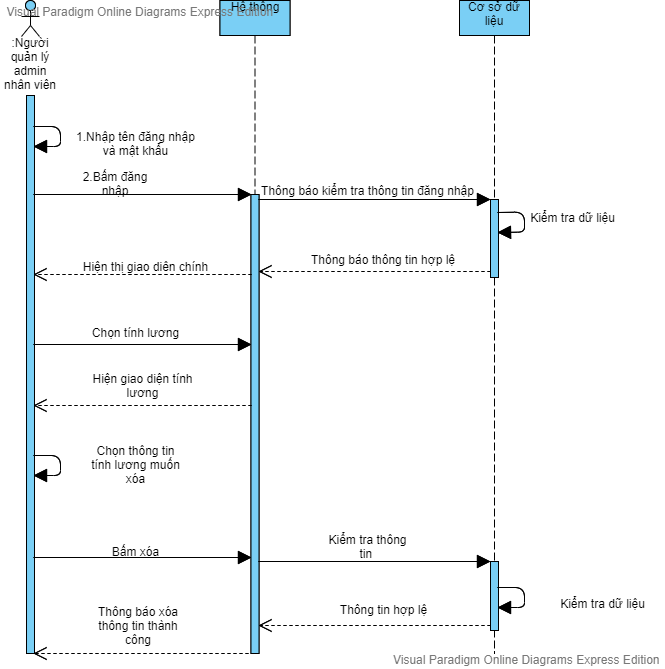 Visual Paradigm Online Diagrams Express Edition
Hệ thống
Cơ sở dữ
liệu
:Người
quản lý
admin
nhân viên
1.Nhập tên đăng nhập
và mật khẩu
2.Bấm đăng
nhập
Thông báo kiểm tra thông tin đăng nhập
Kiểm tra dữ liệu
Thông báo thông tin hợp lệ
Hiện thị giao diên chính
Chọn tính lương
Hiện giao diện tính
lương
Chọn thông tin
tính lương muốn
xóa
Bấm xóa
Kiểm tra thông
tin
Kiểm tra dữ liệu
Thông báo xóa
thông tin thành
công
Thông tin hợp lệ
Visual Paradigm Online Diagrams Express Edition